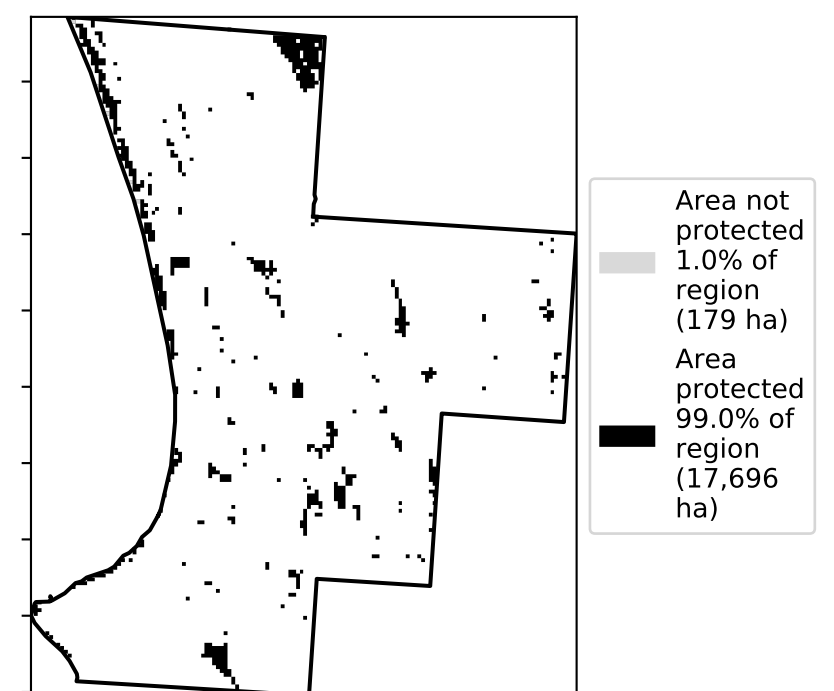 Area not
protected
1.0% of
region
(179 ha)
Area
protected
99.0% of
region
(17,696
ha)